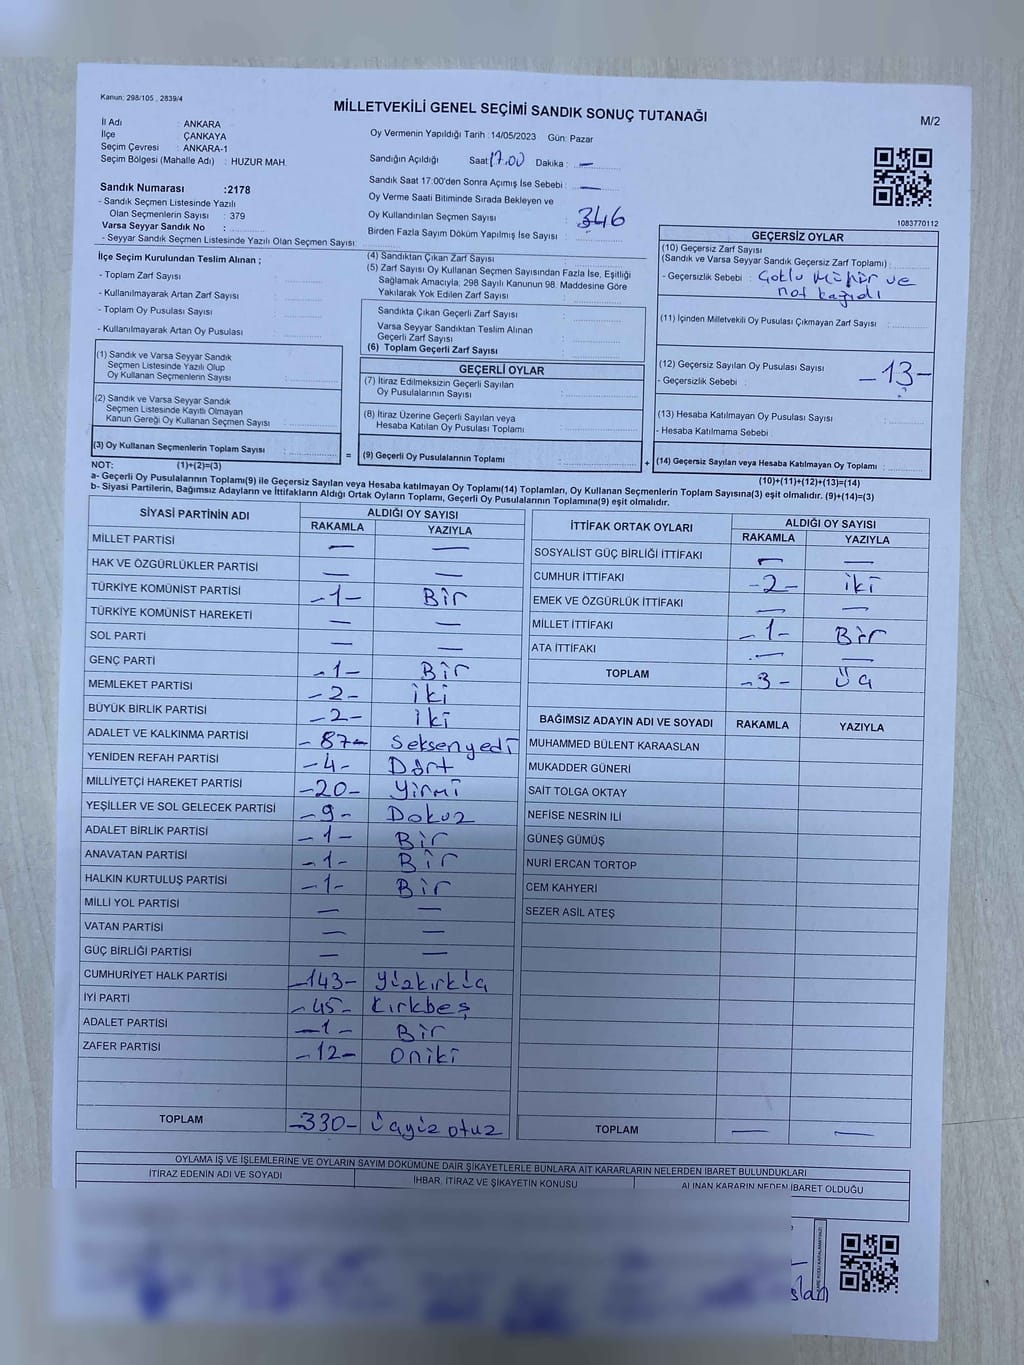 Kanun: 298/105 , 2839/4
MİLLETVEKİLİ GENEL SEÇİMİ SANDIK SONUÇ TUTANAĞI
M/2
İl Adı : ANKARA
İlçe : ÇANKAYA
Seçim Çevresi : ANKARA-1
Seçim Bölgesi (Mahalle Adı) : HUZUR MAH.
Oy Vermenin Yapıldığı Tarih :14/05/2023 Gün: Pazar
Sandığın Açıldığı Saat 17.00 Dakika : —
Sandık Saat 17:00'den Sonra Açımış İse Sebebi : —
Oy Verme Saati Bitiminde Sırada Bekleyen ve
Oy Kullandırılan Seçmen Sayısı : 346
Birden Fazla Sayım Döküm Yapılmış İse Sayısı :
Sandık Numarası :2178
- Sandık Seçmen Listesinde Yazılı
Olan Seçmenlerin Sayısı : 379
Varsa Seyyar Sandık No :
- Seyyar Sandık Seçmen Listesinde Yazılı Olan Seçmen Sayısı:
1083770112
İlçe Seçim Kurulundan Teslim Alınan ;
- Toplam Zarf Sayısı :
- Kullanılmayarak Artan Zarf Sayısı :
- Toplam Oy Pusulası Sayısı :
- Kullanılmayarak Artan Oy Pusulası :
(1) Sandık ve Varsa Seyyar Sandık
Seçmen Listesinde Yazılı Olup
Oy Kullanan Seçmenlerin Sayısı :
(2) Sandık ve Varsa Seyyar Sandık
Seçmen Listesinde Kayıtlı Olmayan
Kanun Gereği Oy Kullanan Seçmen Sayısı :
(3) Oy Kullanan Seçmenlerin Toplam Sayısı :
(1)+(2)=(3)
(4) Sandıktan Çıkan Zarf Sayısı :
(5) Zarf Sayısı Oy Kullanan Seçmen Sayısından Fazla İse, Eşitliği
Sağlamak Amacıyla, 298 Sayılı Kanunun 98. Maddesine Göre
Yakılarak Yok Edilen Zarf Sayısı :
Sandıkta Çıkan Geçerli Zarf Sayısı :
Varsa Seyyar Sandıktan Teslim Alınan
Geçerli Zarf Sayısı :
(6) Toplam Geçerli Zarf Sayısı :
GEÇERLİ OYLAR
(7) İtiraz Edilmeksizin Geçerli Sayılan
Oy Pusulalarının Sayısı :
(8) İtiraz Üzerine Geçerli Sayılan veya
Hesaba Katılan Oy Pusulası Toplamı :
= (9) Geçerli Oy Pusulalarının Toplamı :
GEÇERSİZ OYLAR
(10) Geçersiz Zarf Sayısı
(Sandık ve Varsa Seyyar Sandık Geçersiz Zarf Toplamı) :
- Geçersizlik Sebebi : Çoklu mühür ve
not kağıdı
(11) İçinden Milletvekili Oy Pusulası Çıkmayan Zarf Sayısı :
(12) Geçersiz Sayılan Oy Pusulası Sayısı : -13-
- Geçersizlik Sebebi :
(13) Hesaba Katılmayan Oy Pusulası Sayısı :
- Hesaba Katılmama Sebebi
+ (14) Geçersiz Sayılan veya Hesaba Katılmayan Oy Toplamı :
(10)+(11)+(12)+(13)=(14)
NOT:
a- Geçerli Oy Pusulalarının Toplamı(9) ile Geçersiz Sayılan veya Hesaba Katılmayan Oy Toplamı(14) Toplamları, Oy Kullanan Seçmenlerin Toplam Sayısına(3) eşit olmalıdır. (9)+(14)=(3)
b- Siyasi Partilerin, Bağımsız Adayların ve İttifakların Aldığı Ortak Oyların Toplamı, Geçerli Oy Pusulalarının Toplamına(9) eşit olmalıdır.
SİYASİ PARTİNİN ADI ALDIĞI OY SAYISI
RAKAMLA YAZIYLA
MİLLET PARTİSİ — —
HAK VE ÖZGÜRLÜKLER PARTİSİ — —
TÜRKİYE KOMÜNİST PARTİSİ -1- Bir
TÜRKİYE KOMÜNİST HAREKETİ — —
SOL PARTİ — —
GENÇ PARTİ -1- Bir
MEMLEKET PARTİSİ -2- iki
BÜYÜK BİRLİK PARTİSİ -2- iki
ADALET VE KALKINMA PARTİSİ -87- Seksenyedi
YENİDEN REFAH PARTİSİ -4- Dört
MİLLİYETÇİ HAREKET PARTİSİ -20- Yirmi
YEŞİLLER VE SOL GELECEK PARTİSİ -9- Dokuz
ADALET BİRLİK PARTİSİ -1- Bir
ANAVATAN PARTİSİ -1- Bir
HALKIN KURTULUŞ PARTİSİ -1- Bir
MİLLİ YOL PARTİSİ — —
VATAN PARTİSİ — —
GÜÇ BİRLİĞİ PARTİSİ — —
CUMHURİYET HALK PARTİSİ -143- Yüzkırküç
İYİ PARTİ -45- Kırkbeş
ADALET PARTİSİ -1- Bir
ZAFER PARTİSİ -12- Oniki
TOPLAM -330- üçyüz otuz
İTTİFAK ORTAK OYLARI ALDIĞI OY SAYISI
RAKAMLA YAZIYLA
SOSYALİST GÜÇ BİRLİĞİ İTTİFAKI — —
CUMHUR İTTİFAKI -2- iki
EMEK VE ÖZGÜRLÜK İTTİFAKI — —
MİLLET İTTİFAKI -1- Bir
ATA İTTİFAKI — —
TOPLAM -3- üç
BAĞIMSIZ ADAYIN ADI VE SOYADI RAKAMLA YAZIYLA
MUHAMMED BÜLENT KARAASLAN
MUKADDER GÜNERİ
SAİT TOLGA OKTAY
NEFİSE NESRİN İLİ
GÜNEŞ GÜMÜŞ
NURİ ERCAN TORTOP
CEM KAHYERİ
SEZER ASİL ATEŞ
TOPLAM — —
OYLAMA İŞ VE İŞLEMLERİNE VE OYLARIN SAYIM DÖKÜMÜNE DAİR ŞİKAYETLERLE BUNLARA AİT KARARLARIN NELERDEN İBARET BULUNDUKLARI
İTİRAZ EDENİN ADI VE SOYADI İHBAR, İTİRAZ VE ŞİKAYETİN KONUSU ALINAN KARARIN NEDEN İBARET OLDUĞU